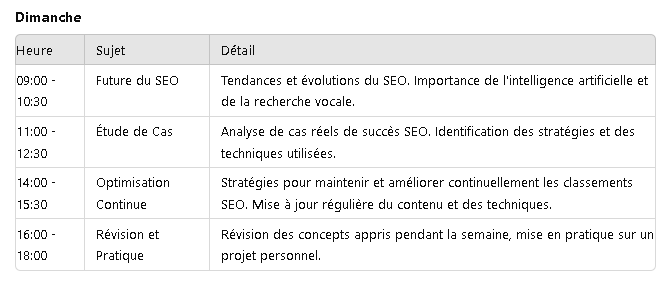 Dimanche
Heure Sujet Détail
09:00 - Future du SEO Tendances et évolutions du SEO. Importance de l'intelligence artificielle et
10:30 de la recherche vocale.
11:00 - Étude de Cas Analyse de cas réels de succès SEO. Identification des stratégies et des
12:30 techniques utilisées.
14:00 - Optimisation Stratégies pour maintenir et améliorer continuellement les classements
15:30 Continue SEO. Mise à jour régulière du contenu et des techniques.
16:00 - Révision et Révision des concepts appris pendant la semaine, mise en pratique sur un
18:00 Pratique projet personnel.